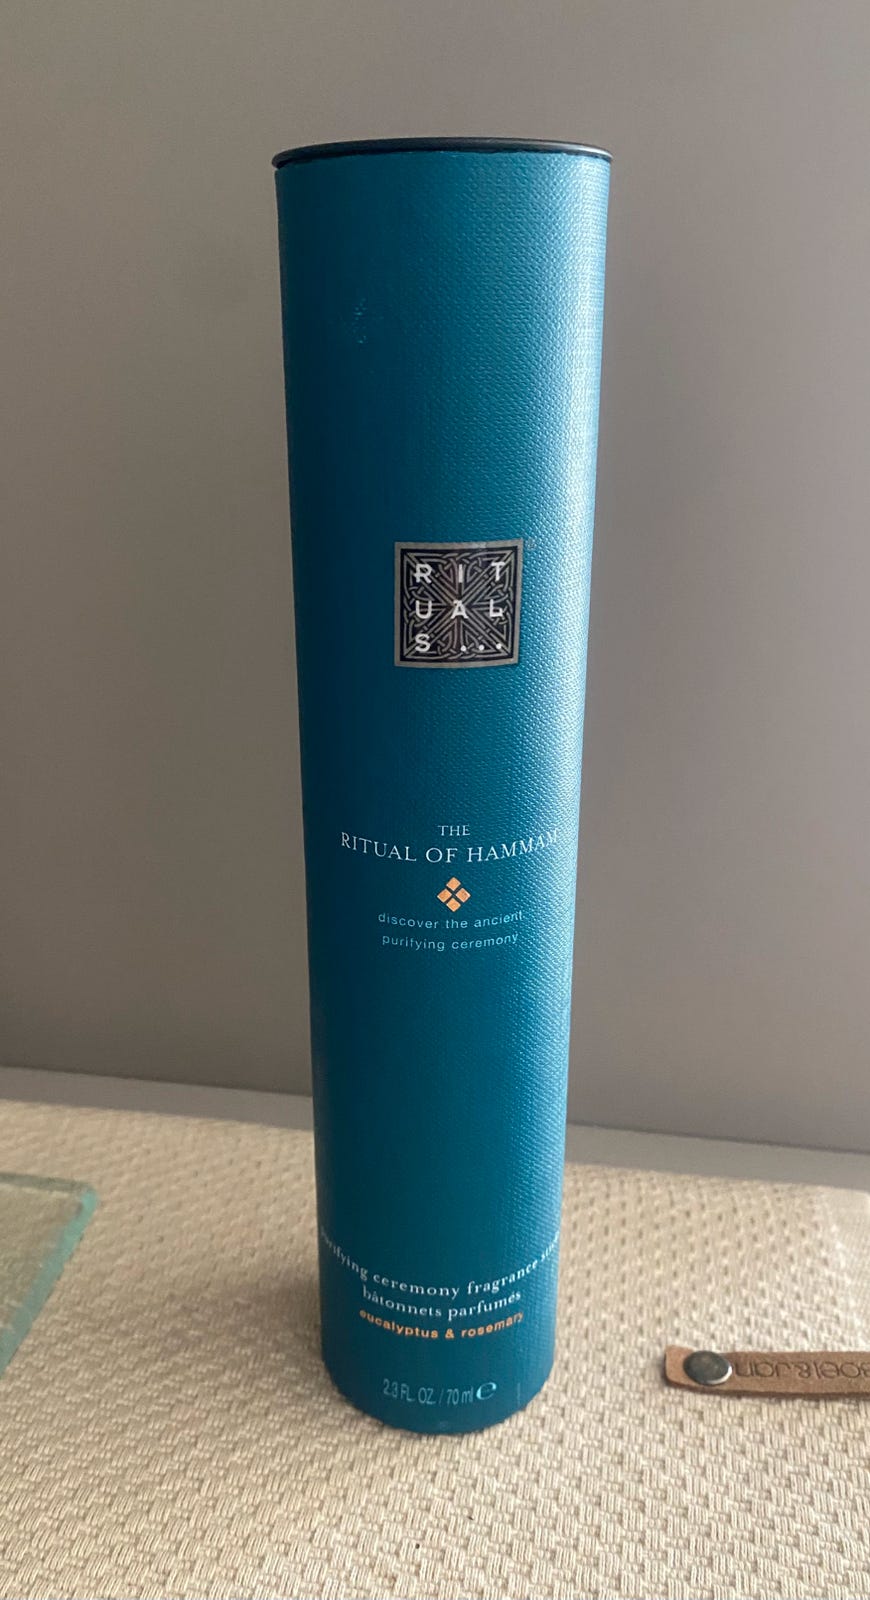 RIT
UAL
S...
THE
RITUAL OF HAMMAM
discover the ancient
purifying ceremony
purifying ceremony fragrance
bâtonnets parfumés
eucalyptus & rosemary
2.3 FL. OZ. / 70 ml ℮